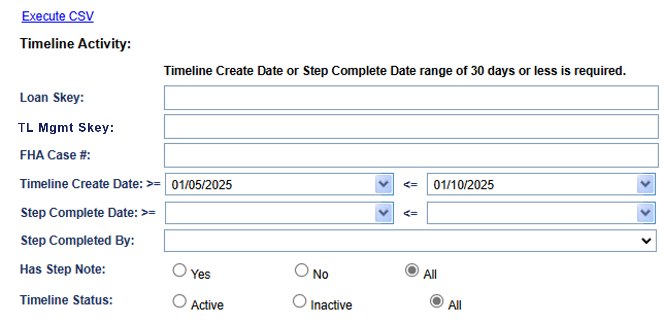 Execute CSV
Timeline Activity:
Timeline Create Date or Step Complete Date range of 30 days or less is required.
Loan Skey:
TL Mgmt Skey:
FHA Case #:
Timeline Create Date: >= 01/05/2025 <= 01/10/2025
Step Complete Date: >= <=
Step Completed By:
Has Step Note: Yes No All
Timeline Status: Active Inactive All